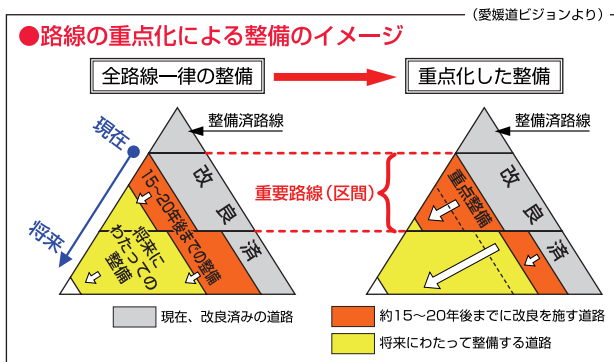 (愛媛道ビジョンより)
●路線の重点化による整備のイメージ
全路線一律の整備
重点化した整備
整備済路線
現在
将来
改良済
15〜20年後までの整備
将来に
わたっての
整備
重要路線(区間)
整備済路線
改良済
重点整備
現在、改良済みの道路
約15〜20年後までに改良を施す道路
将来にわたって整備する道路